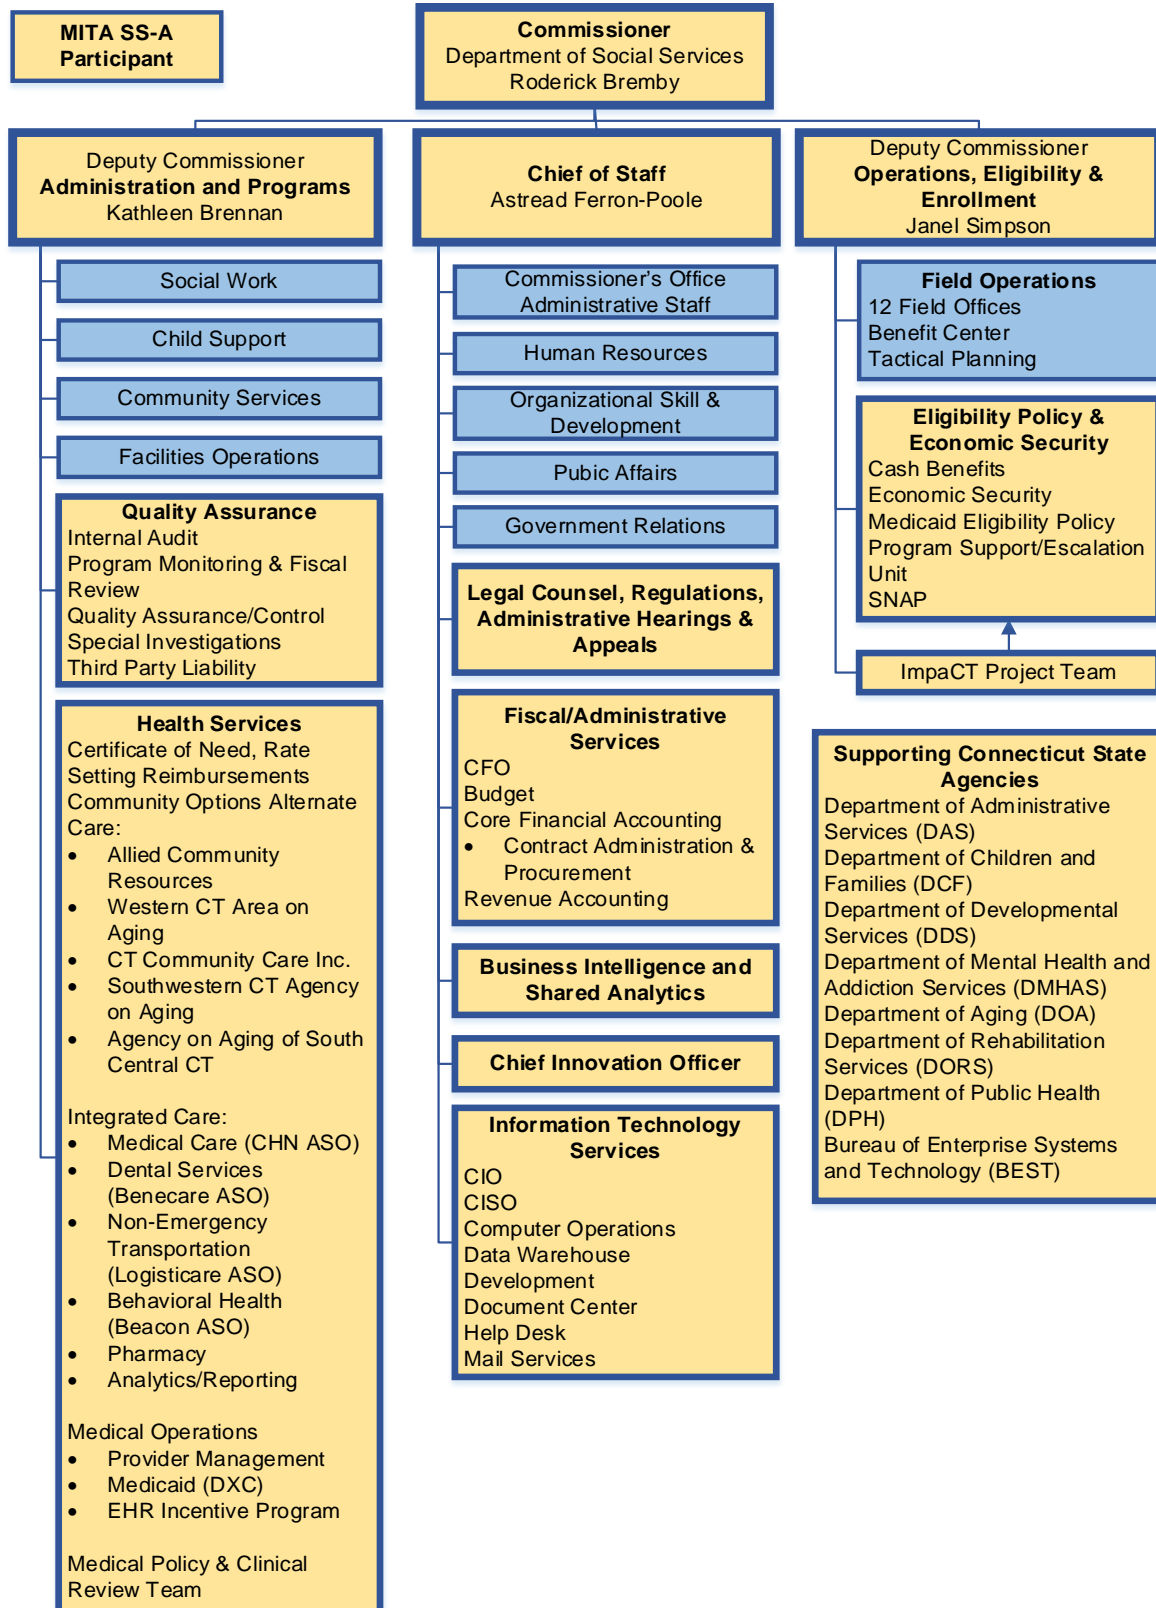 MITA SS-A
Participant
Commissioner
Department of Social Services
Roderick Bremby
Deputy Commissioner
Administration and Programs
Kathleen Brennan
Social Work
Child Support
Community Services
Facilities Operations
Quality Assurance
Internal Audit
Program Monitoring & Fiscal
Review
Quality Assurance/Control
Special Investigations
Third Party Liability
Health Services
Certificate of Need, Rate
Setting Reimbursements
Community Options Alternate
Care:
• Allied Community
Resources
• Western CT Area on
Aging
• CT Community Care Inc.
• Southwestern CT Agency
on Aging
• Agency on Aging of South
Central CT
Integrated Care:
• Medical Care (CHN ASO)
• Dental Services
(Benecare ASO)
• Non-Emergency
Transportation
(Logisticare ASO)
• Behavioral Health
(Beacon ASO)
• Pharmacy
• Analytics/Reporting
Medical Operations
• Provider Management
• Medicaid (DXC)
• EHR Incentive Program
Medical Policy & Clinical
Review Team
Chief of Staff
Astread Ferron-Poole
Commissioner's Office
Administrative Staff
Human Resources
Organizational Skill &
Development
Pubic Affairs
Government Relations
Legal Counsel, Regulations,
Administrative Hearings &
Appeals
Fiscal/Administrative
Services
CFO
Budget
Core Financial Accounting
• Contract Administration &
Procurement
Revenue Accounting
Business Intelligence and
Shared Analytics
Chief Innovation Officer
Information Technology
Services
CIO
CISO
Computer Operations
Data Warehouse
Development
Document Center
Help Desk
Mail Services
Deputy Commissioner
Operations, Eligibility &
Enrollment
Janel Simpson
Field Operations
12 Field Offices
Benefit Center
Tactical Planning
Eligibility Policy &
Economic Security
Cash Benefits
Economic Security
Medicaid Eligibility Policy
Program Support/Escalation
Unit
SNAP
ImpaCT Project Team
Supporting Connecticut State
Agencies
Department of Administrative
Services (DAS)
Department of Children and
Families (DCF)
Department of Developmental
Services (DDS)
Department of Mental Health and
Addiction Services (DMHAS)
Department of Aging (DOA)
Department of Rehabilitation
Services (DORS)
Department of Public Health
(DPH)
Bureau of Enterprise Systems
and Technology (BEST)